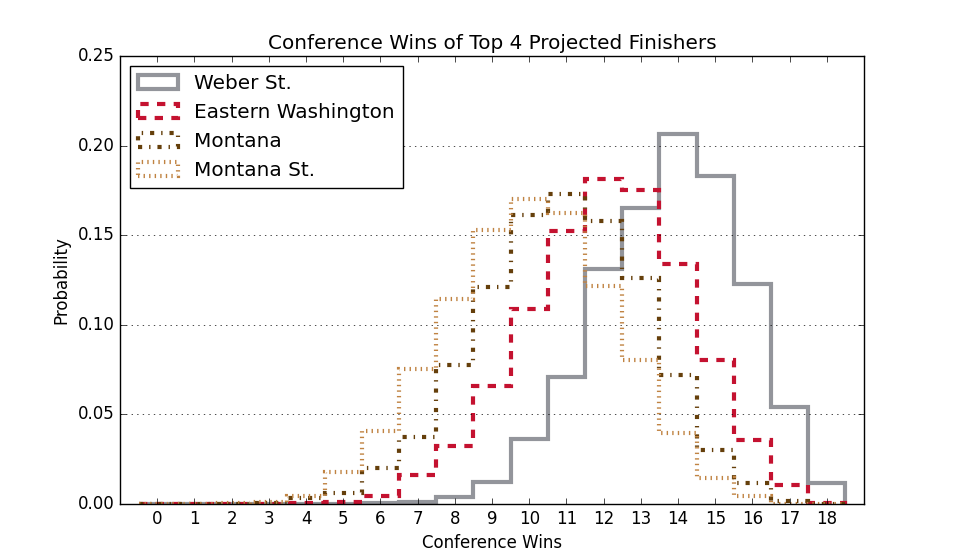 Conference Wins of Top 4 Projected Finishers
0.25
0.20
0.15
0.10
0.05
0.00
Probability
Weber St.
Eastern Washington
Montana
Montana St.
0 1 2 3 4 5 6 7 8 9 10 11 12 13 14 15 16 17 18
Conference Wins